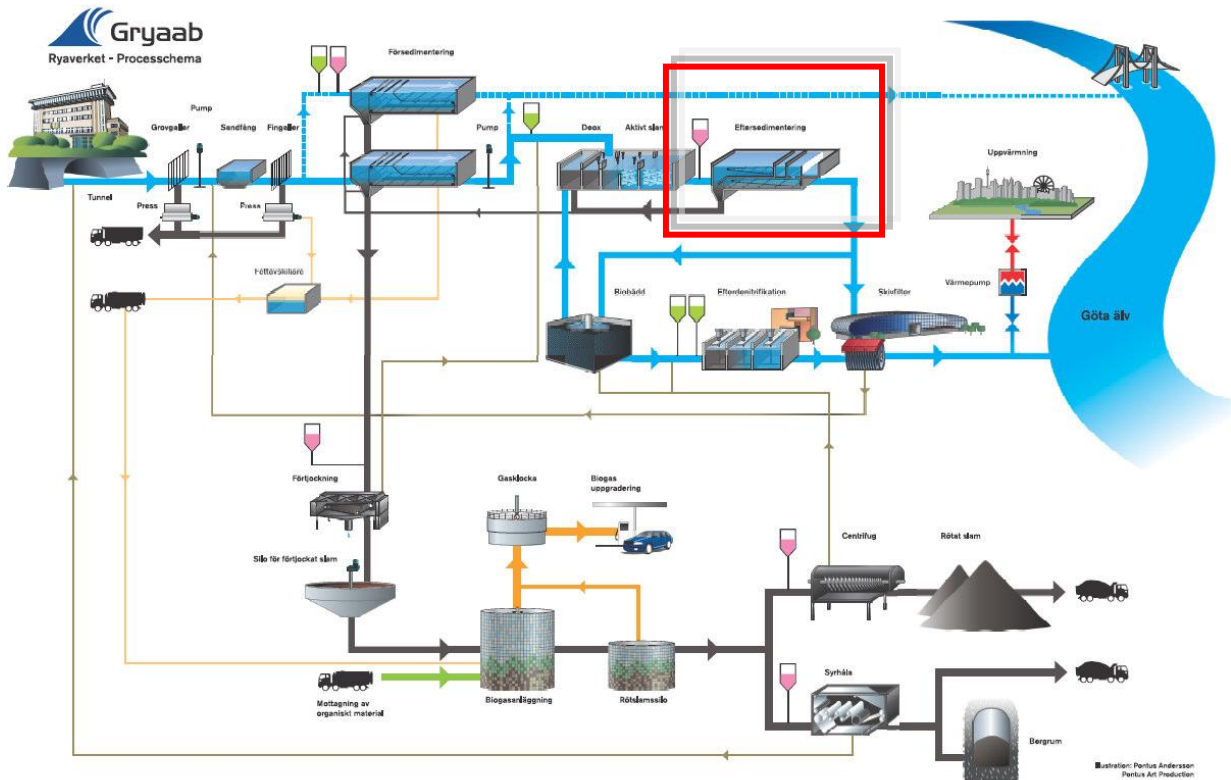 Gryaab
Ryaverket - Processchema
Försedimentering
Pump
Grovgaller
Sandfång
Fingaller
Pump
Deox
Aktivt slam
Eftersedimentering
Uppvärmning
Tunnel
Press
Press
Fettavskiljare
Biobädd
Efterdenitrifikation
Skivfilter
Värmepump
Göta älv
Förtjockning
Gasklocka
Biogas
uppgradering
Centrifug
Rötat slam
Silo för förtjockat slam
Syrhåla
Mottagning av
organiskt material
Biogasanläggning
Rötslamssilo
Bergrum
Illustration: Pontus Andersson
Pontus Art Production